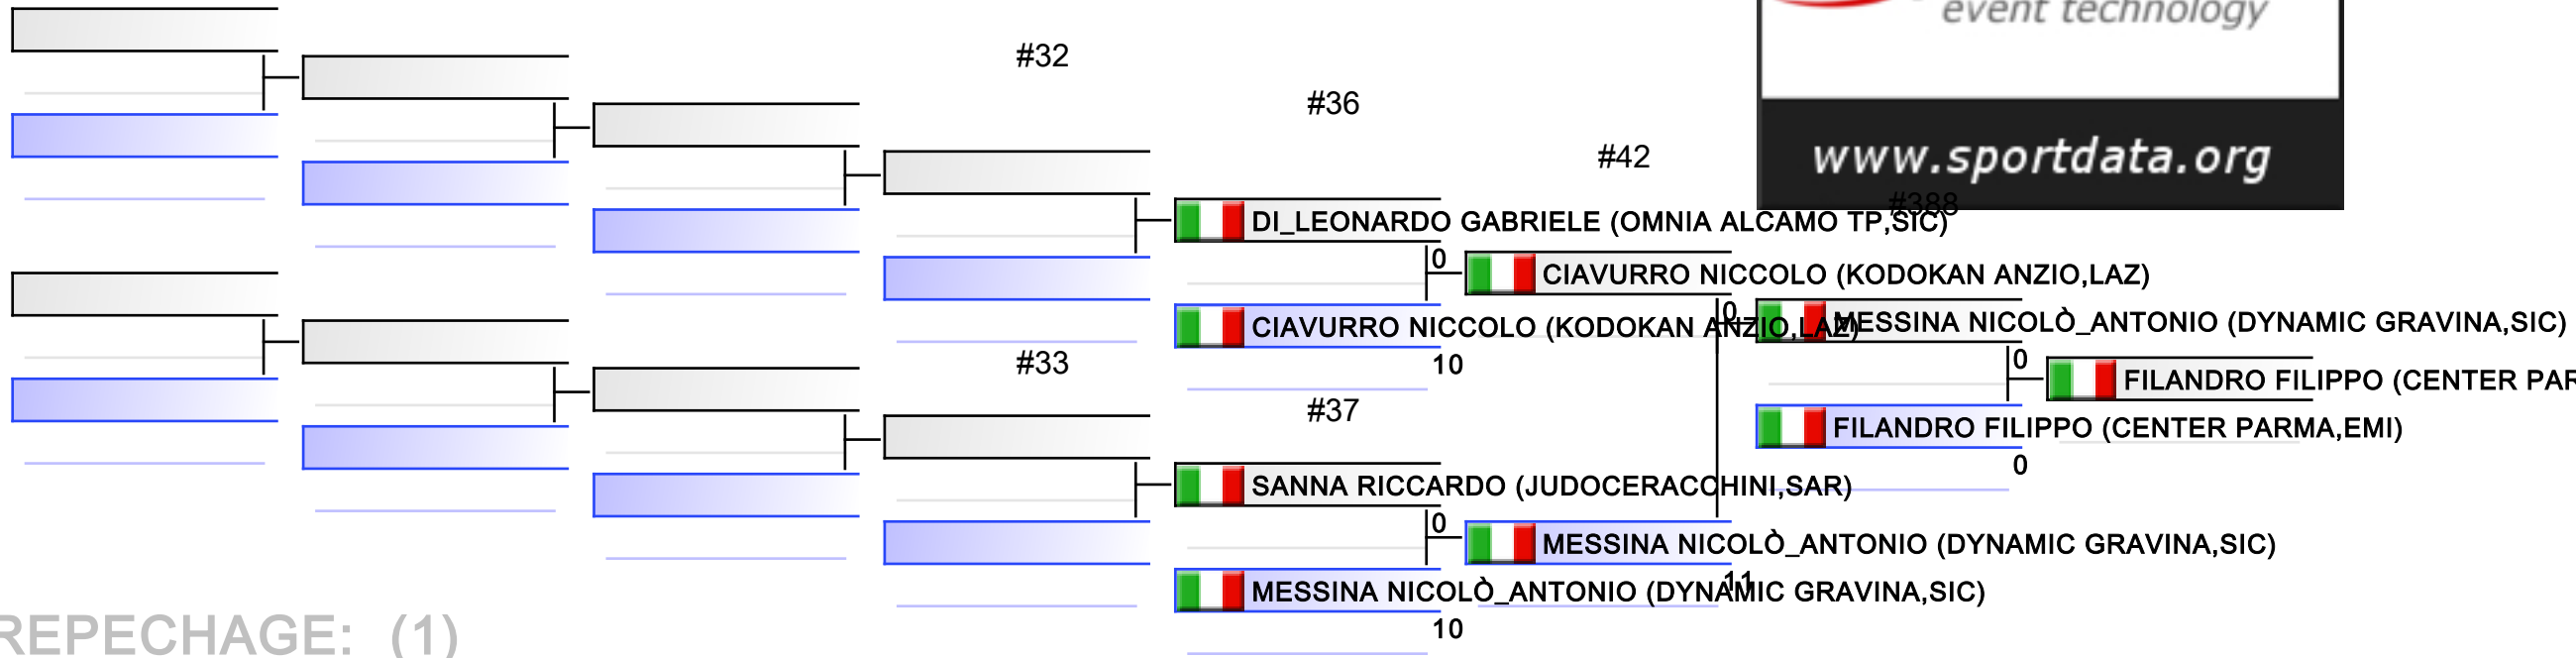 event technology
#32
#36
#42
www.sportdata.org
#388
DI_LEONARDO GABRIELE (OMNIA ALCAMO TP,SIC)
0
CIAVURRO NICCOLO (KODOKAN ANZIO,LAZ)
CIAVURRO NICCOLO (KODOKAN ANZIO,LAZ)
10
0
MESSINA NICOLÒ_ANTONIO (DYNAMIC GRAVINA,SIC)
0
FILANDRO FILIPPO (CENTER PAR
FILANDRO FILIPPO (CENTER PARMA,EMI)
0
#33
#37
SANNA RICCARDO (JUDOCERACCHINI,SAR)
0
MESSINA NICOLÒ_ANTONIO (DYNAMIC GRAVINA,SIC)
11
MESSINA NICOLÒ_ANTONIO (DYNAMIC GRAVINA,SIC)
10
REPECHAGE: (1)